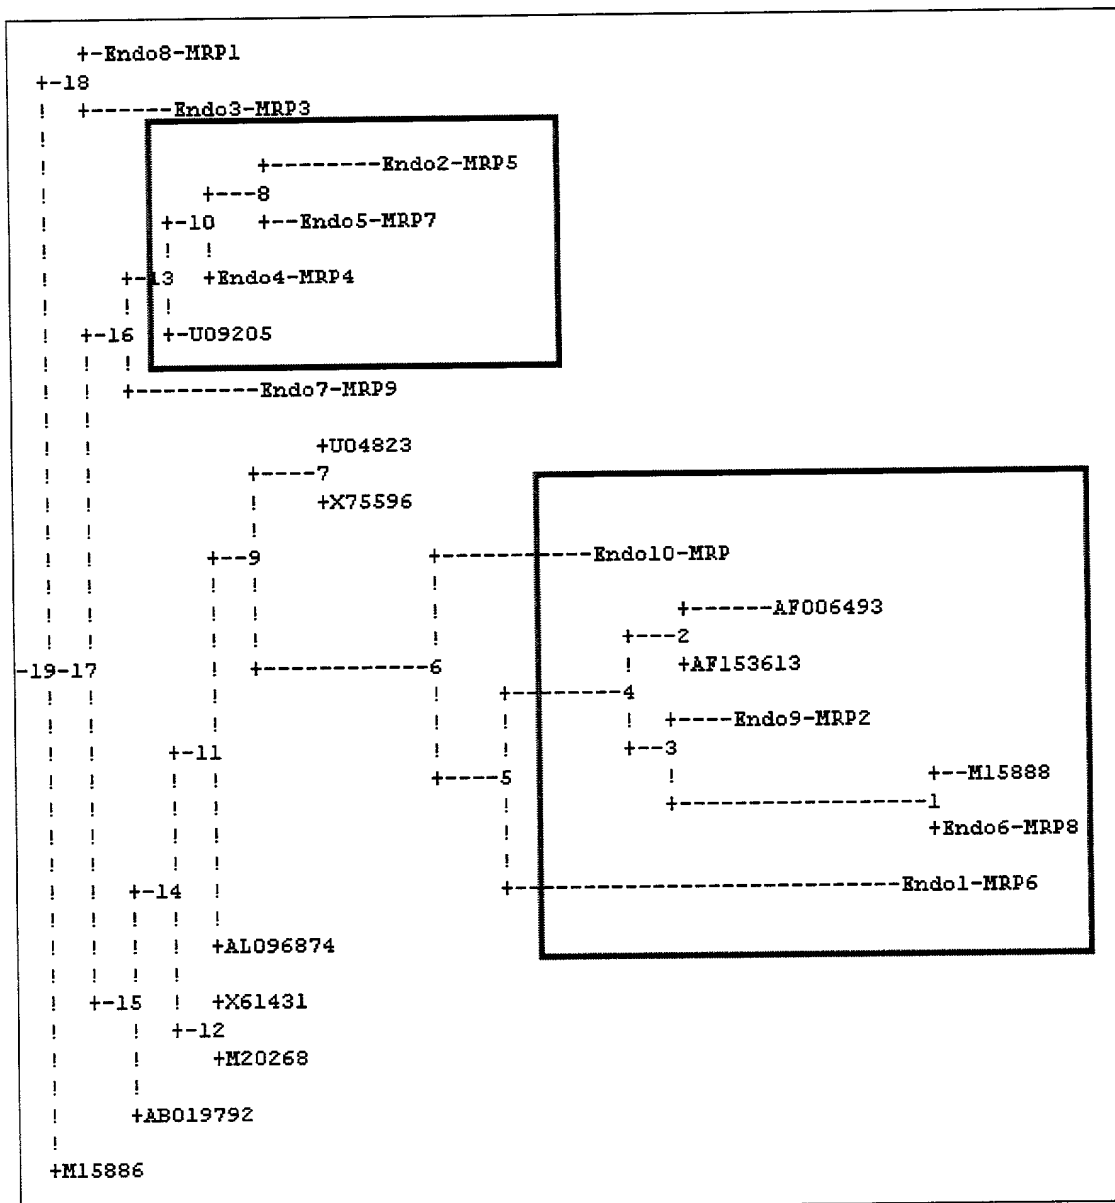 +-Endo8-MRP1
+-18
! +------Endo3-MRP3
!
! +--------Endo2-MRP5
! +---8
! +-10 +--Endo5-MRP7
! ! !
! +-13 +Endo4-MRP4
! ! !
! +-16 +-U09205
! ! !
! ! +---------Endo7-MRP9
! !
! ! +U04823
! ! +----7
! ! ! +X75596
! ! !
! ! +--9 +-----------Endo10-MRP
! ! ! ! !
! ! ! ! ! +------AF006493
! ! ! ! ! +---2
-19-17 ! +------------6 ! +AF153613
! ! ! ! +--------4
! ! ! ! ! ! +----Endo9-MRP2
! ! +-11 ! ! +--3
! ! ! ! +----5 ! +--M15888
! ! ! ! ! +------------------1
! ! ! ! ! +Endo6-MRP8
! ! ! ! !
! ! +-14 ! +---------------------------Endo1-MRP6
! ! ! ! !
! ! ! ! +AL096874
! ! ! !
! +-15 ! +X61431
! ! +-12
! ! +M20268
! !
! +AB019792
!
+M15886